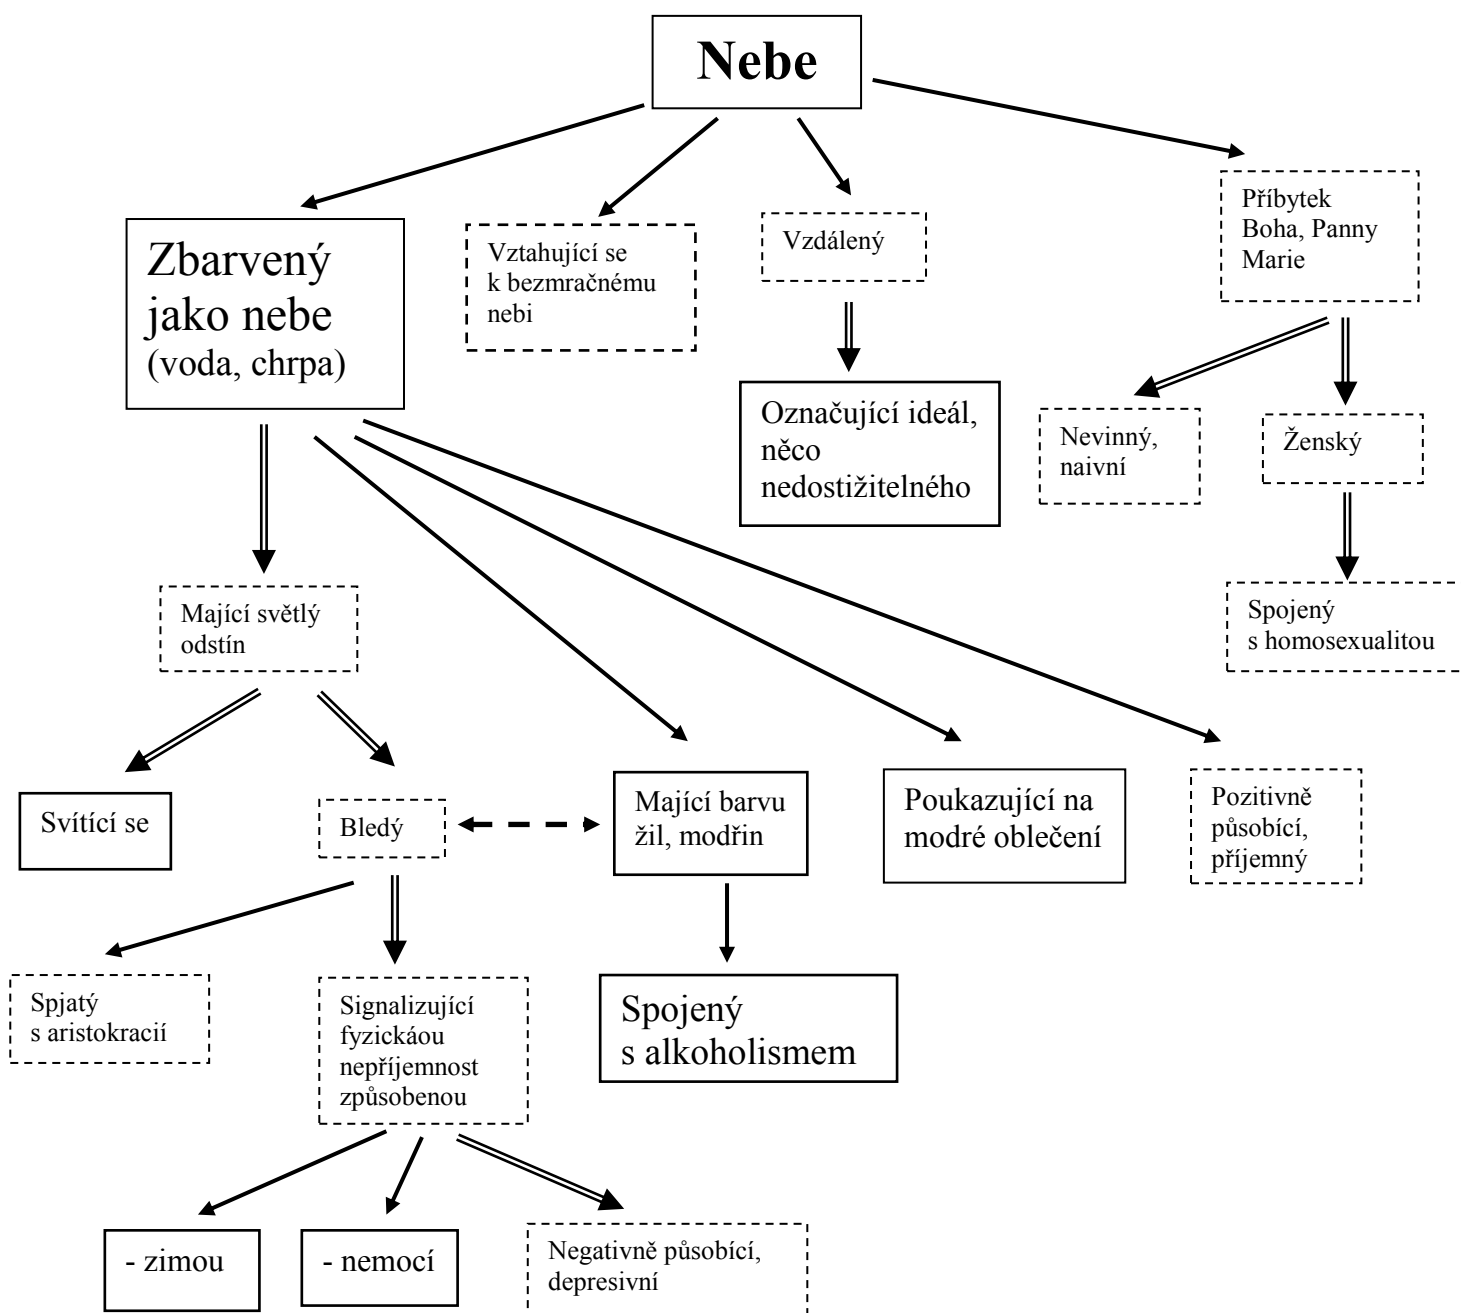 Nebe
Zbarvený
jako nebe
(voda, chrpa)
Vztahující se
k bezmračnému
nebi
Vzdálený
Příbytek
Boha, Panny
Marie
Označující ideál,
něco
nedostižitelného
Nevinný,
naivní
Ženský
Mající světlý
odstín
Spojený
s homosexualitou
Svítící se
Bledý
Mající barvu
žil, modřin
Poukazující na
modré oblečení
Pozitivně
působící,
příjemný
Spjatý
s aristokracií
Signalizující
fyzickáou
nepříjemnost
způsobenou
Spojený
s alkoholismem
- zimou
- nemocí
Negativně působící,
depresivní